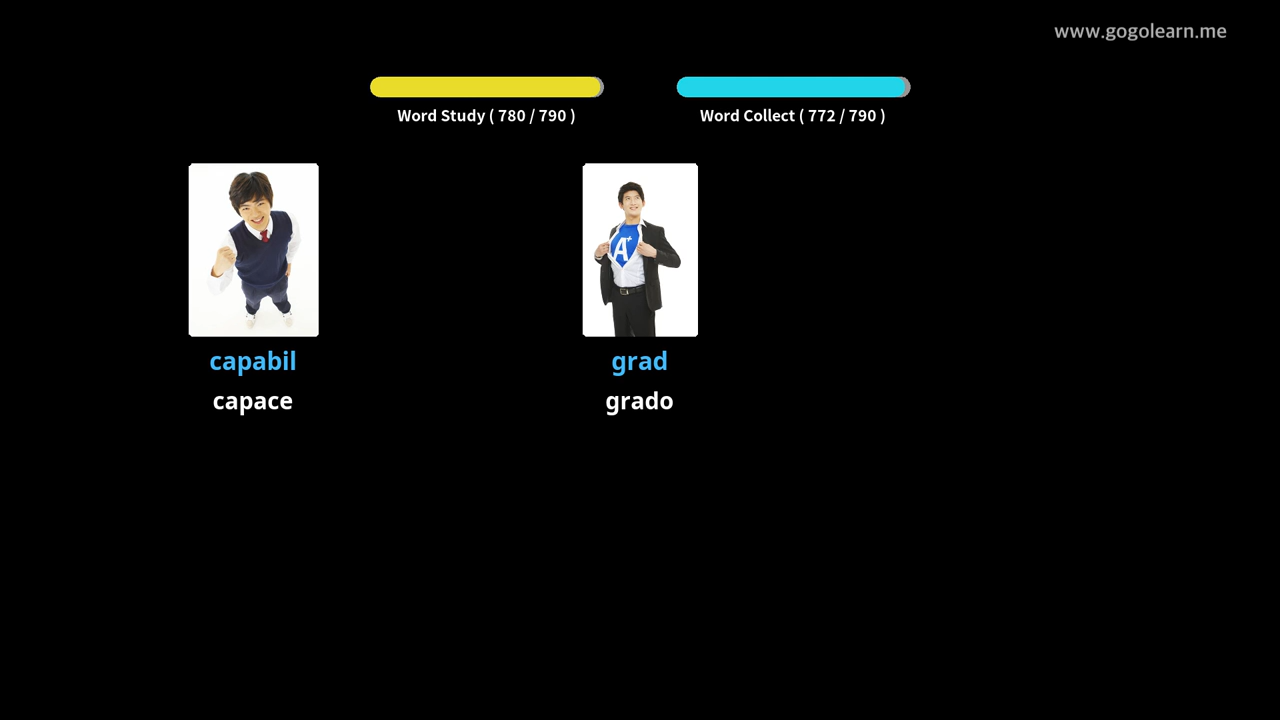 www.gogolearn.me
Word Study ( 780 / 790 )
Word Collect ( 772 / 790 )
A+
capabil
grad
capace
grado